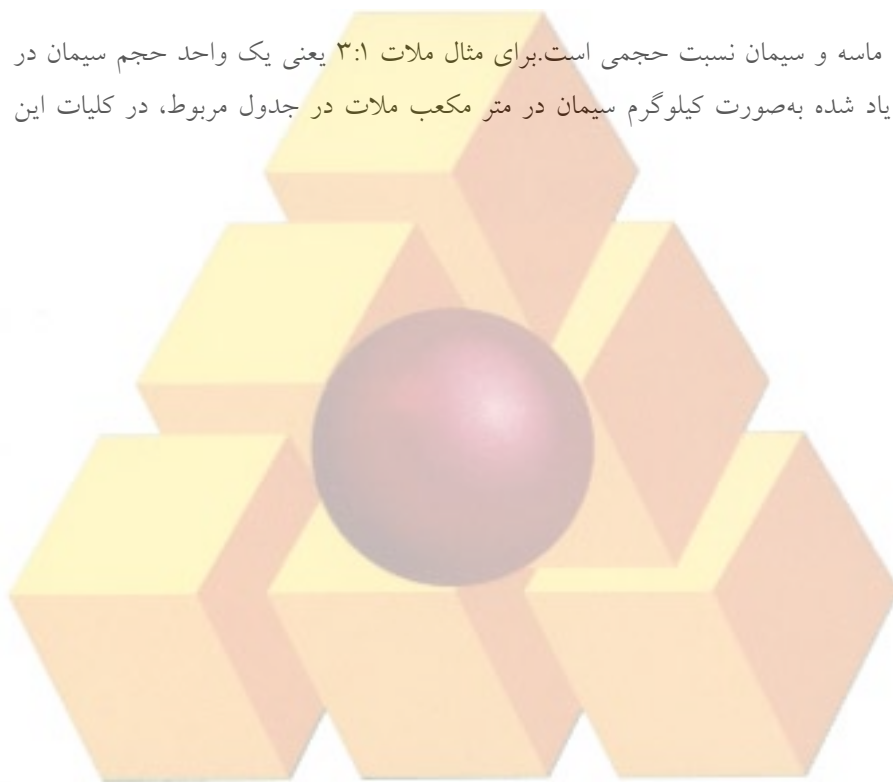 ماسه و سیمان نسبت حجمی است.برای مثال ملات ۳:۱ یعنی یک واحد حجم سیمان در
یاد شده به‌صورت کیلوگرم سیمان در متر مکعب ملات در جدول مربوط، در کلیات این